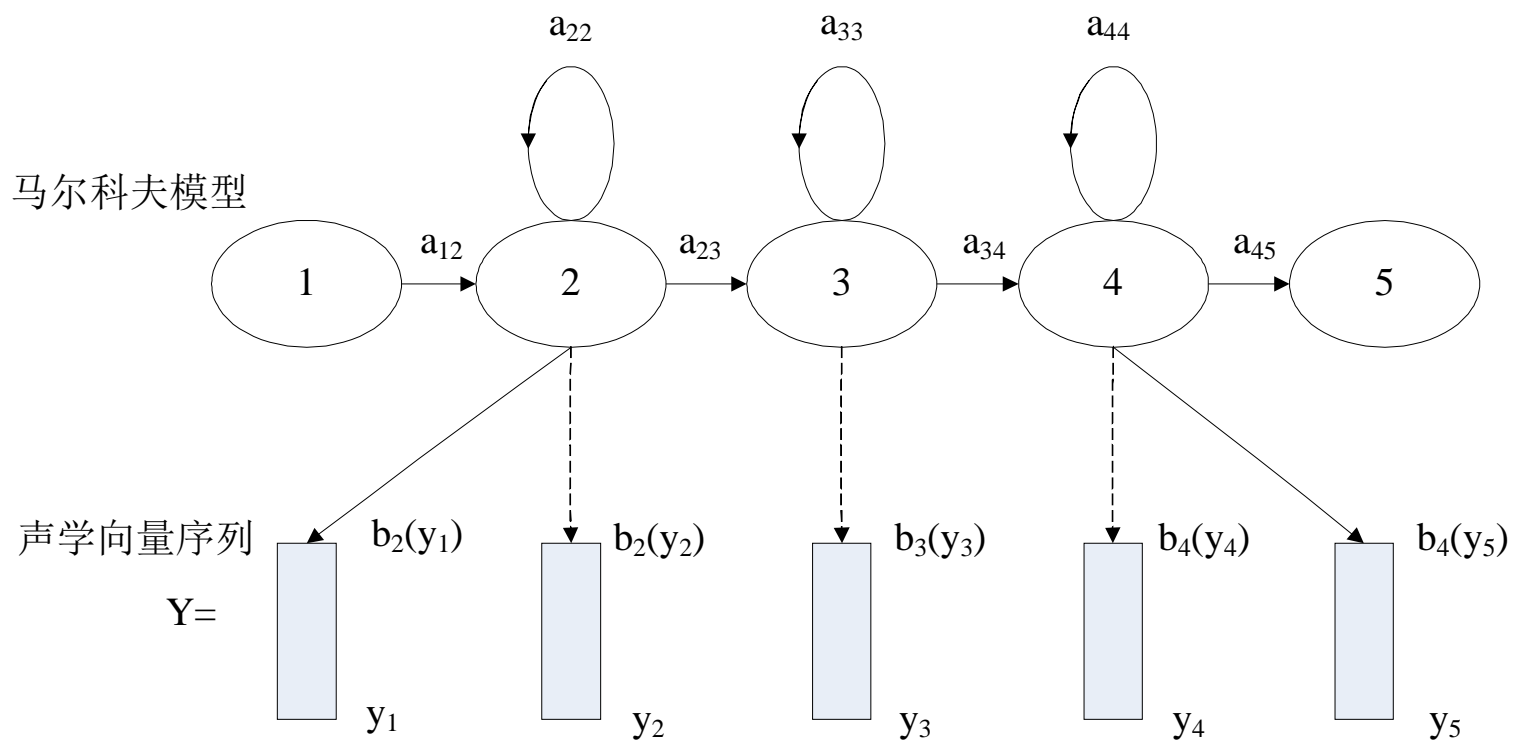 a₂₂ a₃₃ a₄₄
马尔科夫模型
a₁₂ a₂₃ a₃₄ a₄₅
1 2 3 4 5
声学向量序列 b₂(y₁) b₂(y₂) b₃(y₃) b₄(y₄) b₄(y₅)
Y=
y₁ y₂ y₃ y₄ y₅